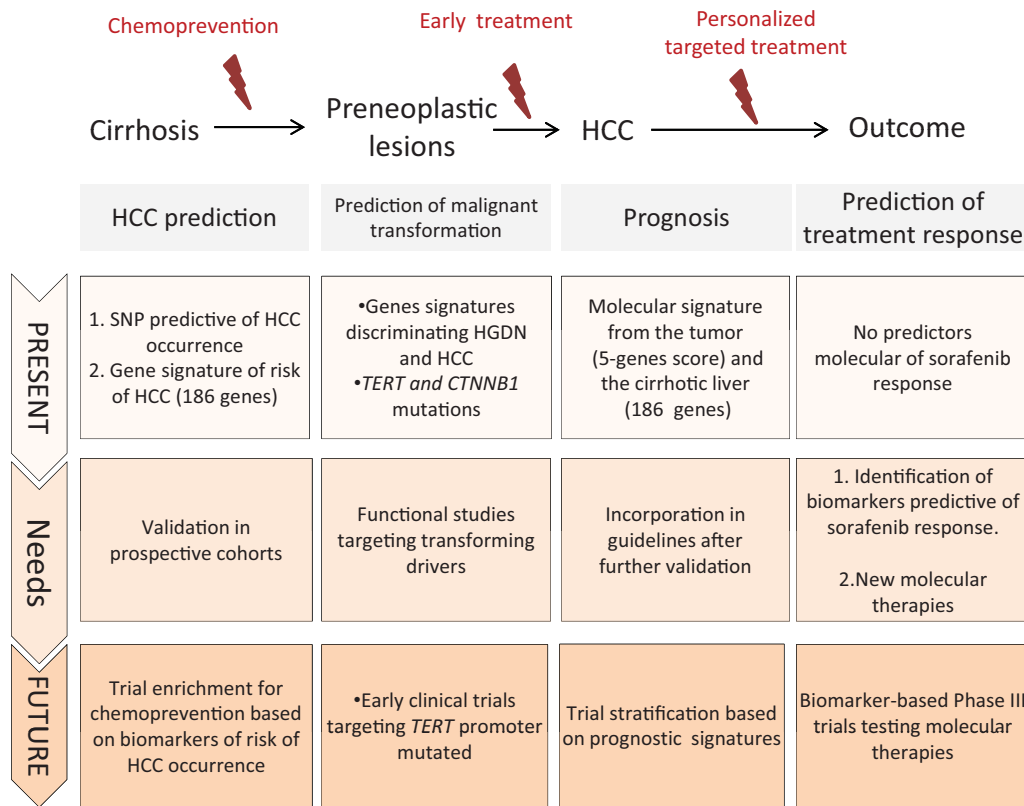 Chemoprevention
Early treatment
Personalized
targeted treatment
Cirrhosis
Preneoplastic
lesions
HCC
Outcome
HCC prediction
Prediction of malignant
transformation
Prognosis
Prediction of
treatment response
PRESENT
1. SNP predictive of HCC
occurrence
2. Gene signature of risk
of HCC (186 genes)
•Genes signatures
discriminating HGDN
and HCC
•TERT and CTNNB1
mutations
Molecular signature
from the tumor
(5-genes score) and
the cirrhotic liver
(186 genes)
No predictors
molecular of sorafenib
response
Needs
Validation in
prospective cohorts
Functional studies
targeting transforming
drivers
Incorporation in
guidelines after
further validation
1. Identification of
biomarkers predictive of
sorafenib response.
2.New molecular
therapies
FUTURE
Trial enrichment for
chemoprevention based
on biomarkers of risk of
HCC occurrence
•Early clinical trials
targeting TERT promoter
mutated
Trial stratification based
on prognostic signatures
Biomarker-based Phase III
trials testing molecular
therapies